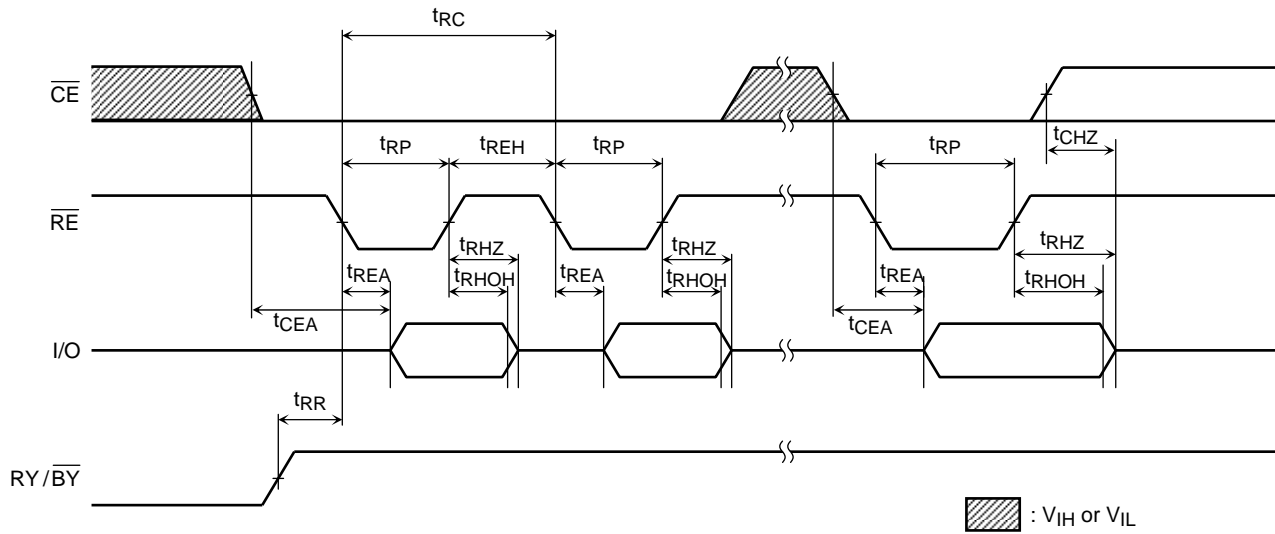 tRC
CE
tCHZ
tRP tREH tRP tRP
RE
tRHZ tRHZ tRHZ
tREA tRHOH tREA tRHOH tREA tRHOH
tCEA tCEA
I/O
tRR
RY/BY
: VIH or VIL